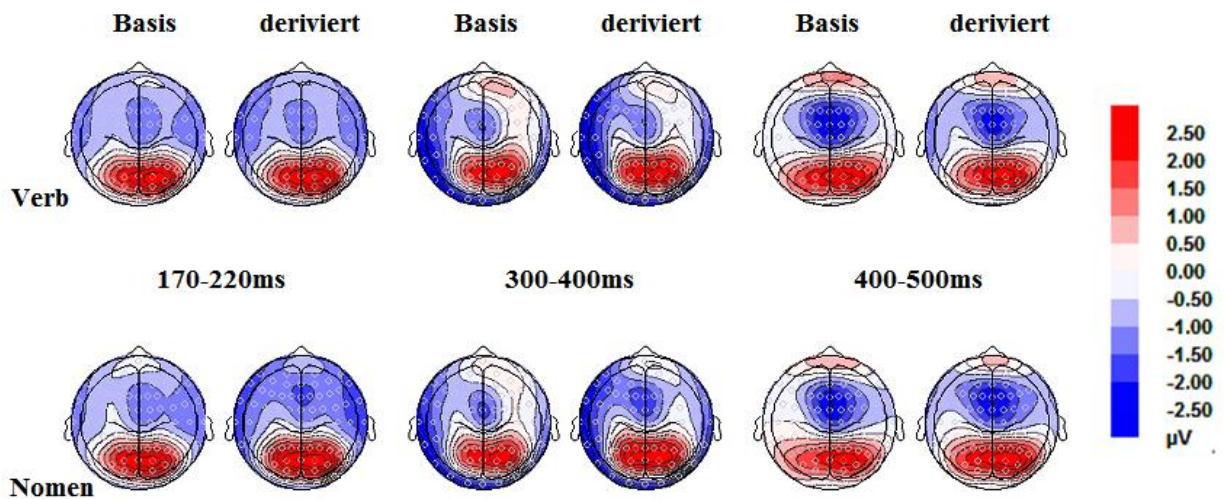 Basis deriviert Basis deriviert Basis deriviert
Verb
170-220ms 300-400ms 400-500ms
Nomen
2.50
2.00
1.50
1.00
0.50
0.00
-0.50
-1.00
-1.50
-2.00
-2.50
µV